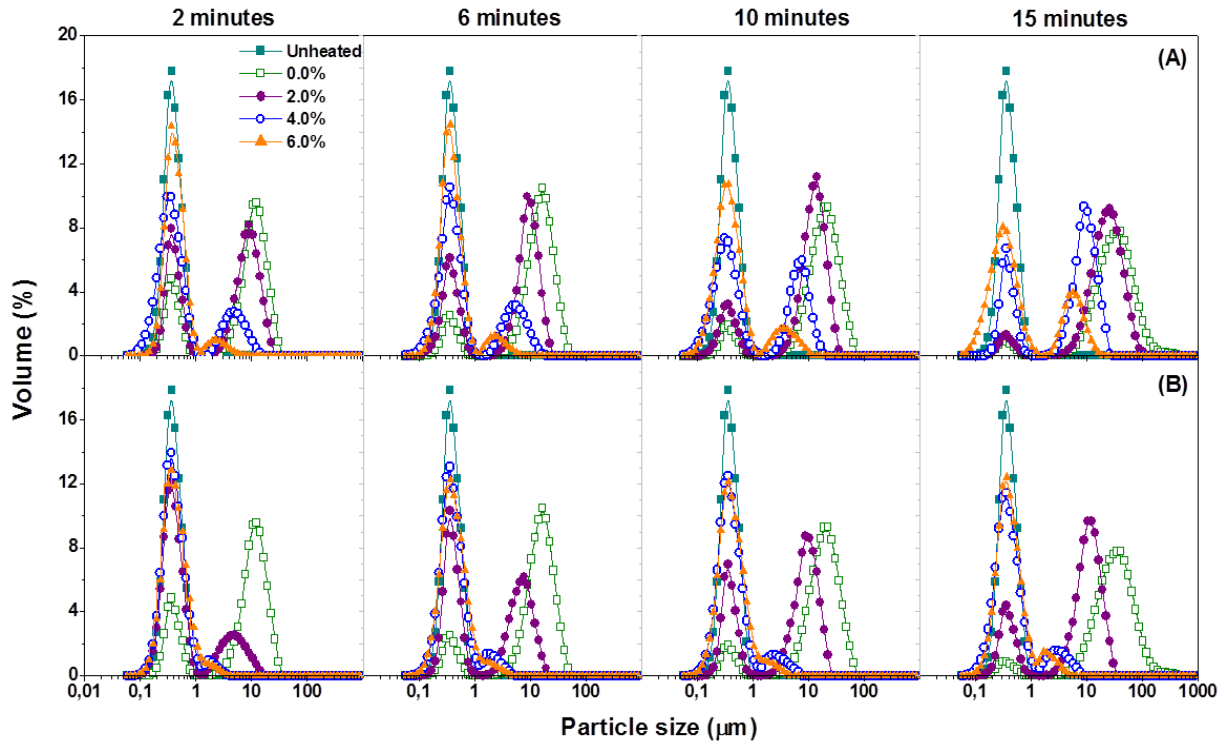 2 minutes 6 minutes 10 minutes 15 minutes
20
16
12
8
4
0
Unheated
0.0%
2.0%
4.0%
6.0%
(A)
Volume (%)
(B)
16
12
8
4
0
0,01 0,1 1 10 100 0,1 1 10 100 0,1 1 10 100 0,1 1 10 100 1000
Particle size (μm)